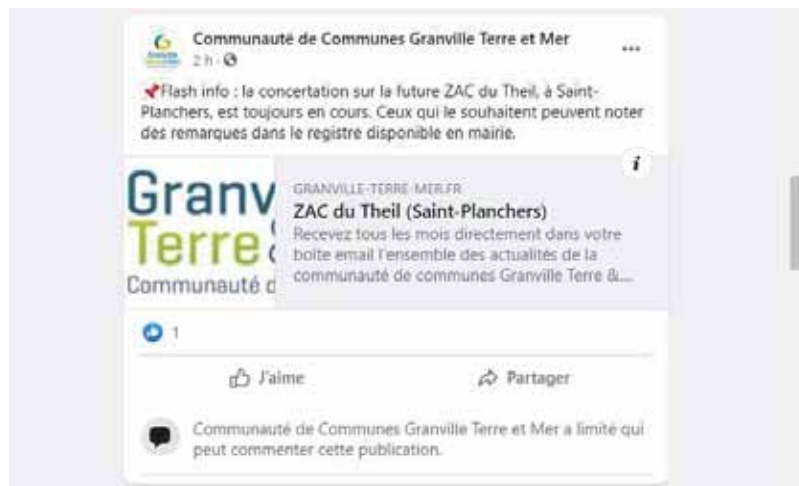 Communauté de Communes Granville Terre et Mer
2 h
Flash info : la concertation sur la future ZAC du Theil, à Saint-
Planchers, est toujours en cours. Ceux qui le souhaitent peuvent noter
des remarques dans le registre disponible en mairie.
Granv
Terre &
Communauté d
GRANVILLE-TERRE-MER.FR
ZAC du Theil (Saint-Planchers)
Recevez tous les mois directement dans votre
boîte email l'ensemble des actualités de la
communauté de communes Granville Terre &...
1
J'aime
Partager
Communauté de Communes Granville Terre et Mer a limité qui
peut commenter cette publication.